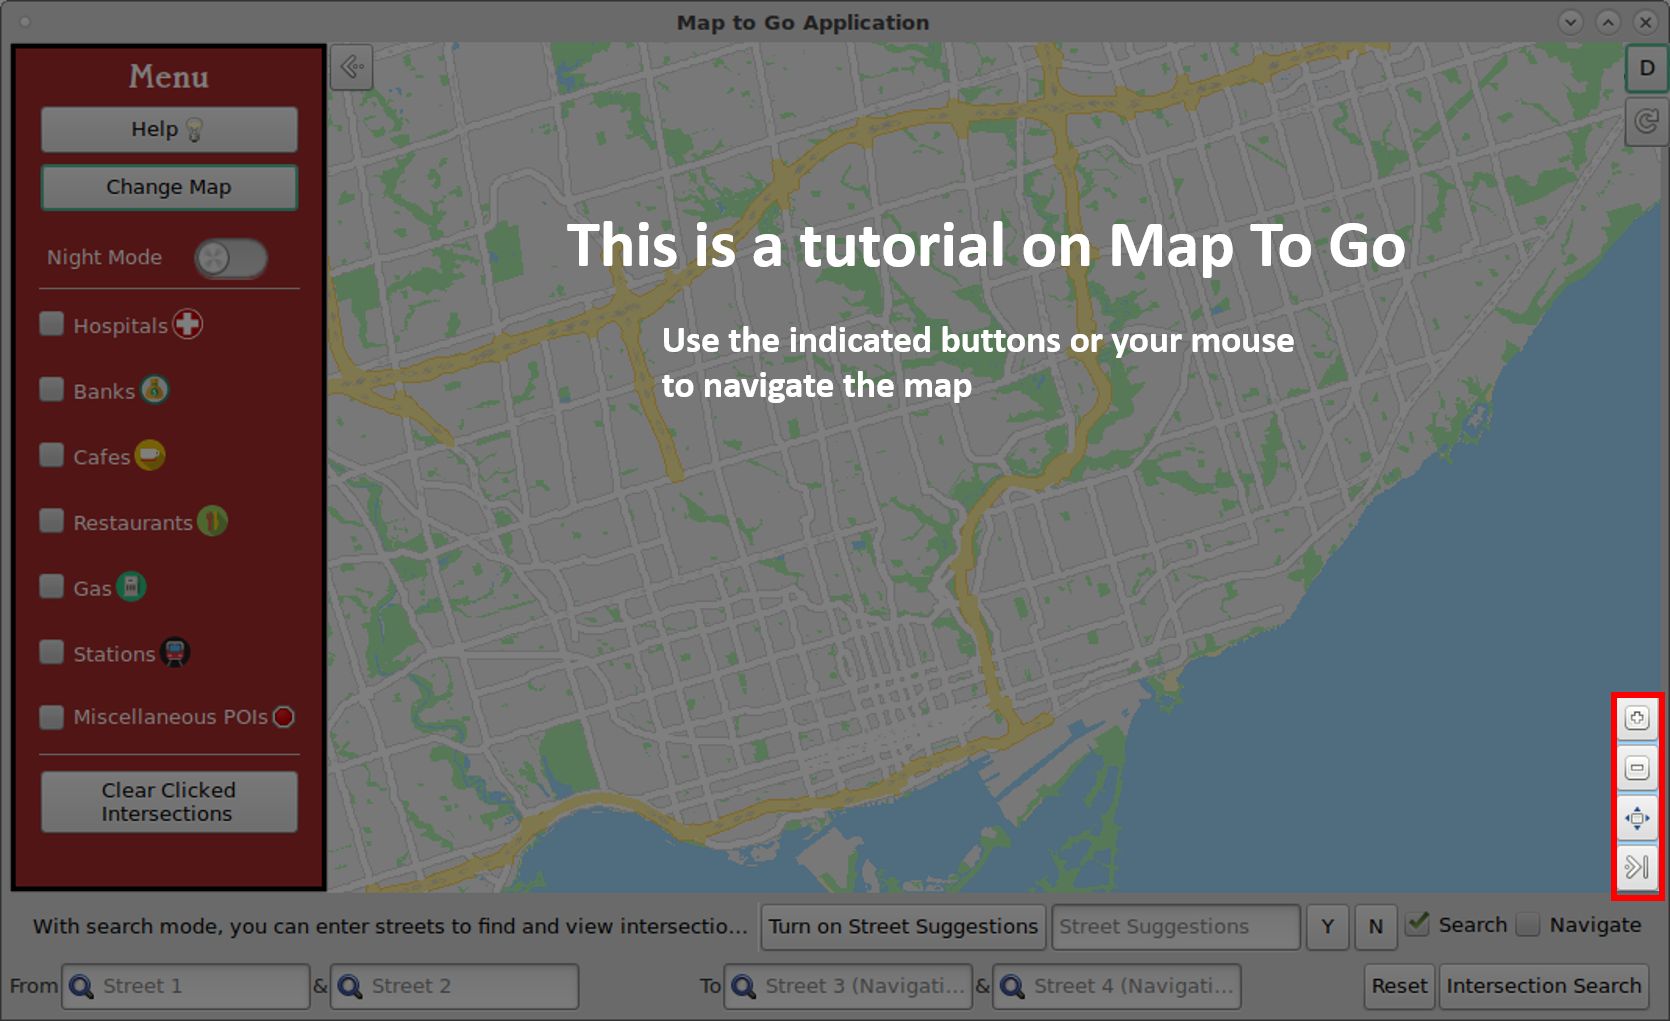 Map to Go Application
Menu
Help
Change Map
Night Mode
Hospitals
Banks
Cafes
Restaurants
Gas
Stations
Miscellaneous POIs
Clear Clicked
Intersections
D
This is a tutorial on Map To Go
Use the indicated buttons or your mouse
to navigate the map
With search mode, you can enter streets to find and view intersectio...
Turn on Street Suggestions
Street Suggestions
Y
N
Search
Navigate
From
Street 1
&
Street 2
To
Street 3 (Navigati...
&
Street 4 (Navigati...
Reset
Intersection Search